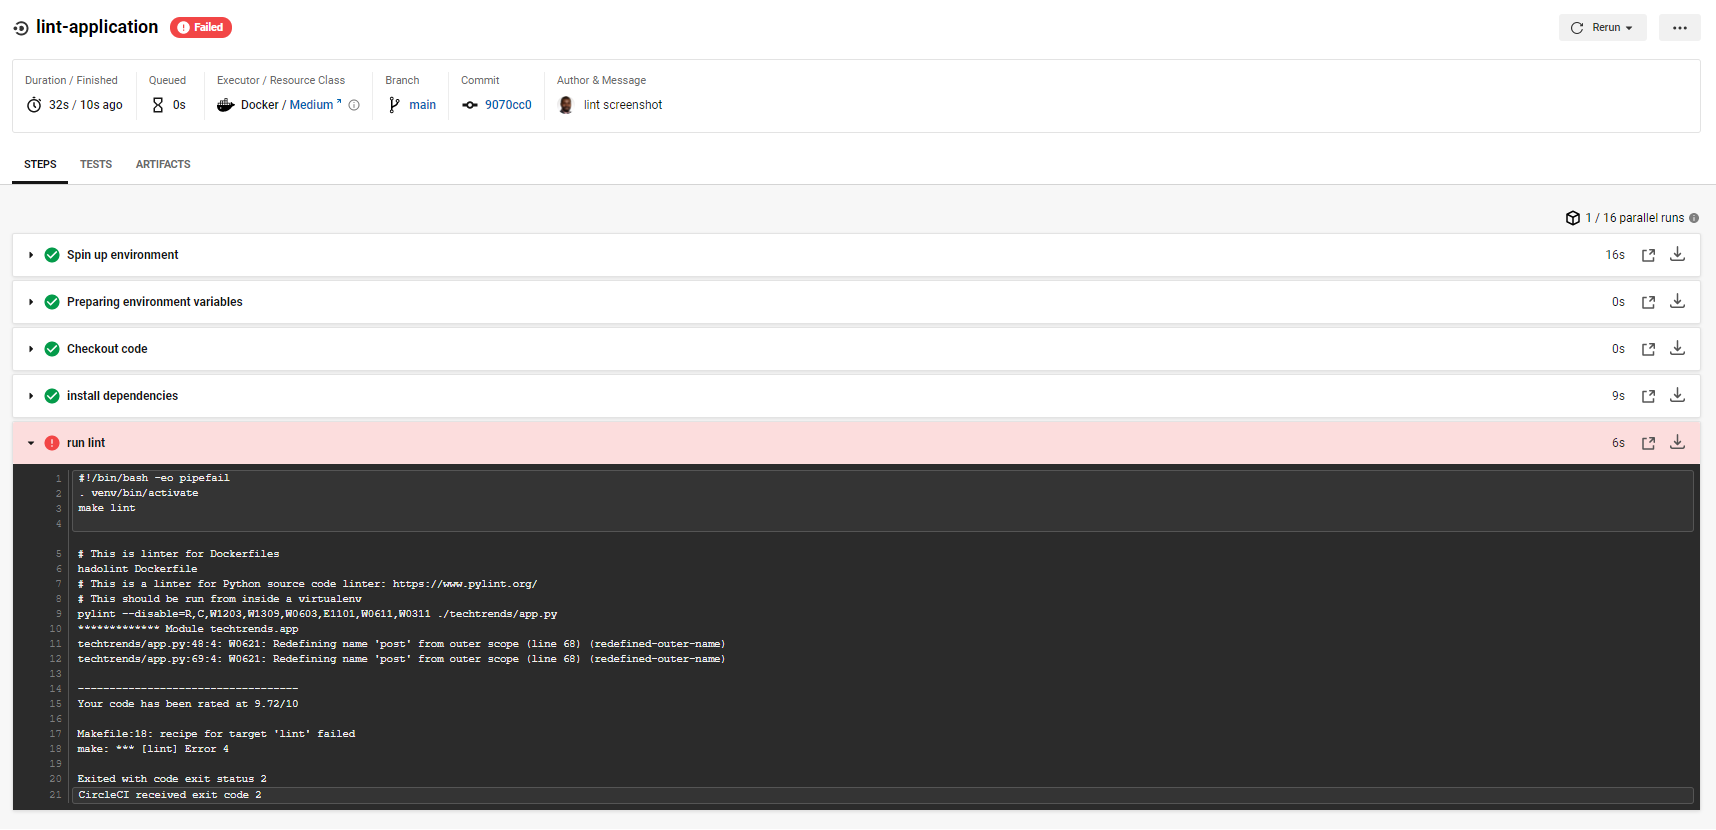 lint-application
Failed
Rerun
Duration / Finished
Queued
Executor / Resource Class
Branch
Commit
Author & Message
32s / 10s ago
0s
Docker / Medium
main
9070cc0
lint screenshot
STEPS
TESTS
ARTIFACTS
1 / 16 parallel runs
Spin up environment
16s
Preparing environment variables
0s
Checkout code
0s
install dependencies
9s
run lint
6s
1 #!/bin/bash -eo pipefail
2 . venv/bin/activate
3 make lint
4
5 # This is linter for Dockerfiles
6 hadolint Dockerfile
7 # This is a linter for Python source code linter: https://www.pylint.org/
8 # This should be run from inside a virtualenv
9 pylint --disable=R,C,W1203,W1309,W0603,E1101,W0611,W0311 ./techtrends/app.py
10 ************* Module techtrends.app
11 techtrends/app.py:48:4: W0621: Redefining name 'post' from outer scope (line 68) (redefined-outer-name)
12 techtrends/app.py:69:4: W0621: Redefining name 'post' from outer scope (line 68) (redefined-outer-name)
13
14 -----------------------------------
15 Your code has been rated at 9.72/10
16
17 Makefile:18: recipe for target 'lint' failed
18 make: *** [lint] Error 4
19
20 Exited with code exit status 2
21 CircleCI received exit code 2